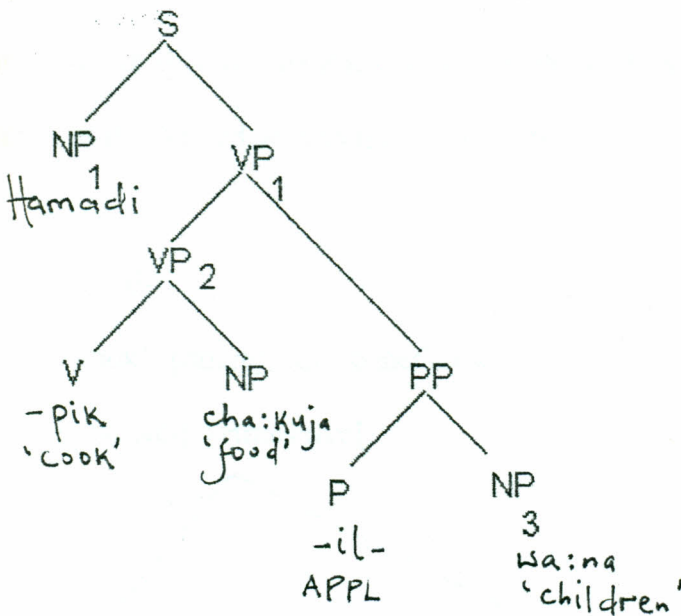 S
NP 1
VP 1
Hamadi
VP 2
V
NP
PP
-pik
'cook'
cha:kuja
'food'
P
NP 3
-il-
APPL
wa:na
'children'